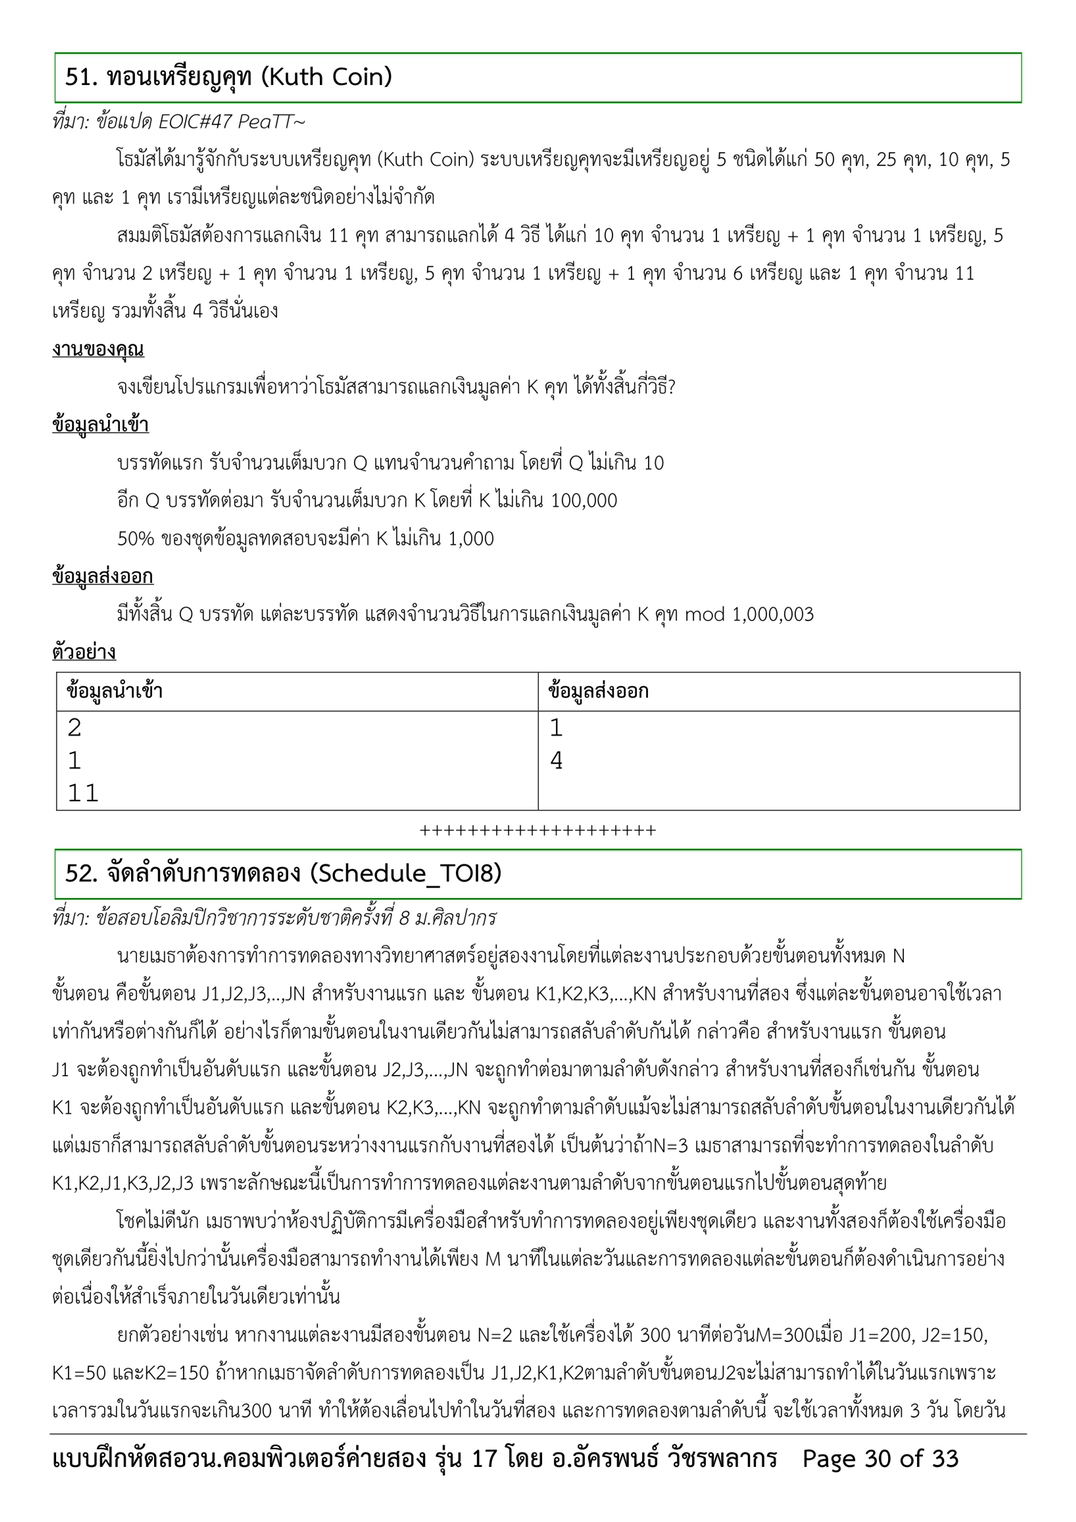 51. ทอนเหรียญคุท (Kuth Coin)
ที่มา: ข้อแปด EOIC#47 PeaTT~
โธมัสได้มารู้จักกับระบบเหรียญคุท (Kuth Coin) ระบบเหรียญคุทจะมีเหรียญอยู่ 5 ชนิดได้แก่ 50 คุท, 25 คุท, 10 คุท, 5
คุท และ 1 คุท เรามีเหรียญแต่ละชนิดอย่างไม่จำกัด
สมมติโธมัสต้องการแลกเงิน 11 คุท สามารถแลกได้ 4 วิธี ได้แก่ 10 คุท จำนวน 1 เหรียญ + 1 คุท จำนวน 1 เหรียญ, 5
คุท จำนวน 2 เหรียญ + 1 คุท จำนวน 1 เหรียญ, 5 คุท จำนวน 1 เหรียญ + 1 คุท จำนวน 6 เหรียญ และ 1 คุท จำนวน 11
เหรียญ รวมทั้งสิ้น 4 วิธีนั่นเอง
งานของคุณ
จงเขียนโปรแกรมเพื่อหาว่าโธมัสสามารถแลกเงินมูลค่า K คุท ได้ทั้งสิ้นกี่วิธี?
ข้อมูลนำเข้า
บรรทัดแรก รับจำนวนเต็มบวก Q แทนจำนวนคำถาม โดยที่ Q ไม่เกิน 10
อีก Q บรรทัดต่อมา รับจำนวนเต็มบวก K โดยที่ K ไม่เกิน 100,000
50% ของชุดข้อมูลทดสอบจะมีค่า K ไม่เกิน 1,000
ข้อมูลส่งออก
มีทั้งสิ้น Q บรรทัด แต่ละบรรทัด แสดงจำนวนวิธีในการแลกเงินมูลค่า K คุท mod 1,000,003
ตัวอย่าง
ข้อมูลนำเข้า ข้อมูลส่งออก
2 1
1 4
11
++++++++++++++++++++
52. จัดลำดับการทดลอง (Schedule_TOI8)
ที่มา: ข้อสอบโอลิมปิกวิชาการระดับชาติครั้งที่ 8 ม.ศิลปากร
นายเมธาต้องการทำการทดลองทางวิทยาศาสตร์อยู่สองงานโดยที่แต่ละงานประกอบด้วยขั้นตอนทั้งหมด N
ขั้นตอน คือขั้นตอน J1,J2,J3,..,JN สำหรับงานแรก และ ขั้นตอน K1,K2,K3,...,KN สำหรับงานที่สอง ซึ่งแต่ละขั้นตอนอาจใช้เวลา
เท่ากันหรือต่างกันก็ได้ อย่างไรก็ตามขั้นตอนในงานเดียวกันไม่สามารถสลับลำดับกันได้ กล่าวคือ สำหรับงานแรก ขั้นตอน
J1 จะต้องถูกทำเป็นอันดับแรก และขั้นตอน J2,J3,...,JN จะถูกทำต่อมาตามลำดับดังกล่าว สำหรับงานที่สองก็เช่นกัน ขั้นตอน
K1 จะต้องถูกทำเป็นอันดับแรก และขั้นตอน K2,K3,...,KN จะถูกทำตามลำดับแม้จะไม่สามารถสลับลำดับขั้นตอนในงานเดียวกันได้
แต่เมธาก็สามารถสลับลำดับขั้นตอนระหว่างงานแรกกับงานที่สองได้ เป็นต้นว่าถ้าN=3 เมธาสามารถที่จะทำการทดลองในลำดับ
K1,K2,J1,K3,J2,J3 เพราะลักษณะนี้เป็นการทำการทดลองแต่ละงานตามลำดับจากขั้นตอนแรกไปขั้นตอนสุดท้าย
โชคไม่ดีนัก เมธาพบว่าห้องปฏิบัติการมีเครื่องมือสำหรับทำการทดลองอยู่เพียงชุดเดียว และงานทั้งสองก็ต้องใช้เครื่องมือ
ชุดเดียวกันนี้ยิ่งไปกว่านั้นเครื่องมือสามารถทำงานได้เพียง M นาทีในแต่ละวันและการทดลองแต่ละขั้นตอนก็ต้องดำเนินการอย่าง
ต่อเนื่องให้สำเร็จภายในวันเดียวเท่านั้น
ยกตัวอย่างเช่น หากงานแต่ละงานมีสองขั้นตอน N=2 และใช้เครื่องได้ 300 นาทีต่อวันM=300เมื่อ J1=200, J2=150,
K1=50 และK2=150 ถ้าหากเมธาจัดลำดับการทดลองเป็น J1,J2,K1,K2ตามลำดับขั้นตอนJ2จะไม่สามารถทำได้ในวันแรกเพราะ
เวลารวมในวันแรกจะเกิน300 นาที ทำให้ต้องเลื่อนไปทำในวันที่สอง และการทดลองตามลำดับนี้ จะใช้เวลาทั้งหมด 3 วัน โดยวัน
แบบฝึกหัดสอวน.คอมพิวเตอร์ค่ายสอง รุ่น 17 โดย อ.อัครพนธ์ วัชรพลากร Page 30 of 33